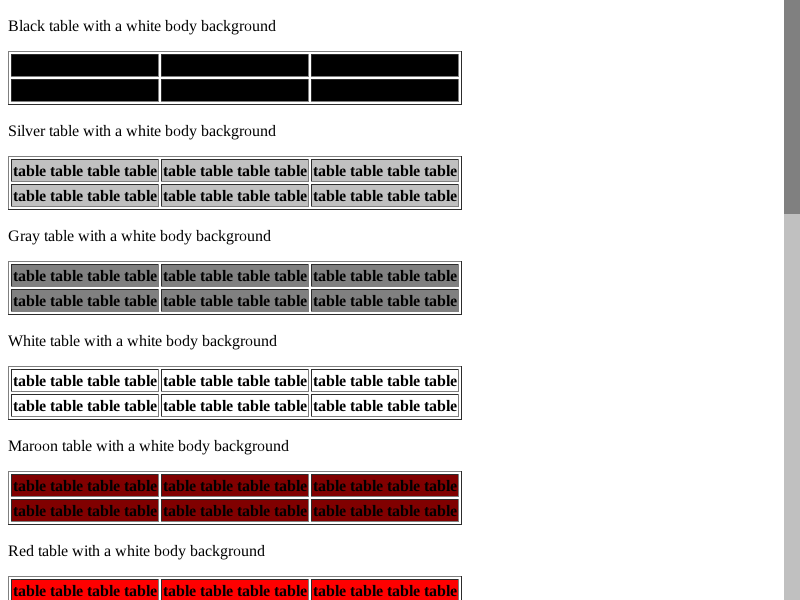 Black table with a white body background
Silver table with a white body background
table table table table table table table table table table table table
table table table table table table table table table table table table
Gray table with a white body background
table table table table table table table table table table table table
table table table table table table table table table table table table
White table with a white body background
table table table table table table table table table table table table
table table table table table table table table table table table table
Maroon table with a white body background
table table table table table table table table table table table table
table table table table table table table table table table table table
Red table with a white body background
table table table table table table table table table table table table